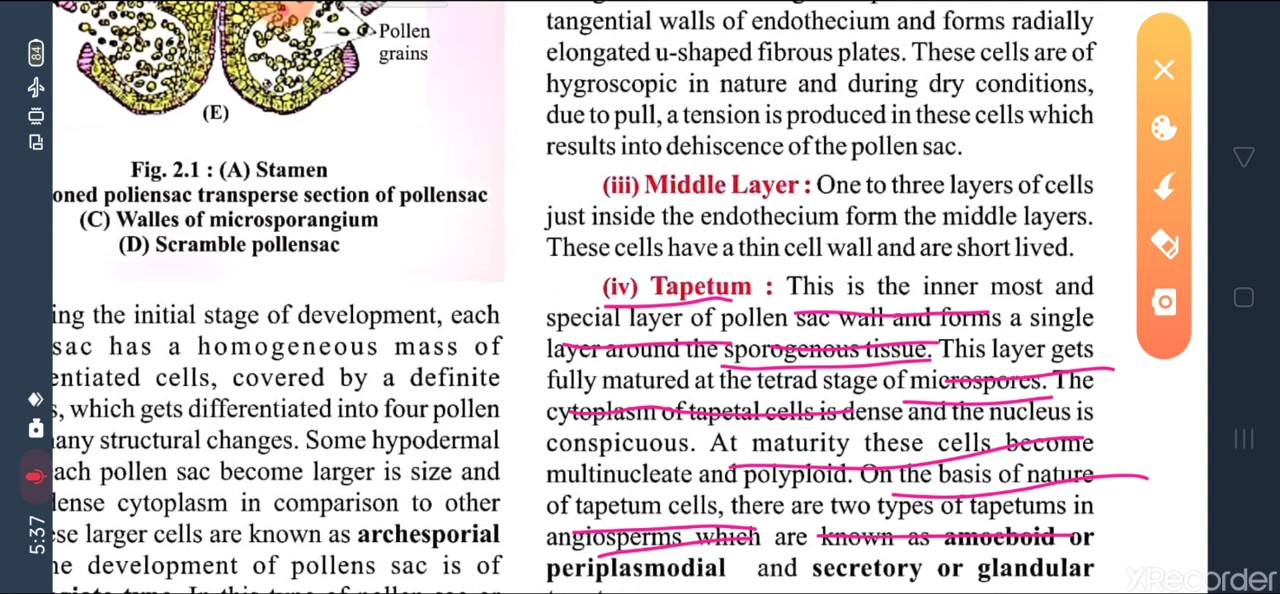 84
5:37
Pollen
grains
(E)
Fig. 2.1 : (A) Stamen
oned poliensac transperse section of pollensac
(C) Walles of microsporangium
(D) Scramble pollensac
ing the initial stage of development, each
sac has a homogeneous mass of
entiated cells, covered by a definite
s, which gets differentiated into four pollen
any structural changes. Some hypodermal
ach pollen sac become larger is size and
dense cytoplasm in comparison to other
se larger cells are known as archesporial
he development of pollens sac is of
tangential walls of endothecium and forms radially
elongated u-shaped fibrous plates. These cells are of
hygroscopic in nature and during dry conditions,
due to pull, a tension is produced in these cells which
results into dehiscence of the pollen sac.
(iii) Middle Layer : One to three layers of cells
just inside the endothecium form the middle layers.
These cells have a thin cell wall and are short lived.
(iv) Tapetum : This is the inner most and
special layer of pollen sac wall and forms a single
layer around the sporogenous tissue. This layer gets
fully matured at the tetrad stage of microspores. The
cytoplasm of tapetal cells is dense and the nucleus is
conspicuous. At maturity these cells become
multinucleate and polyploid. On the basis of nature
of tapetum cells, there are two types of tapetums in
angiosperms which are known as amoeboid or
periplasmodial and secretory or glandular
XRecorder